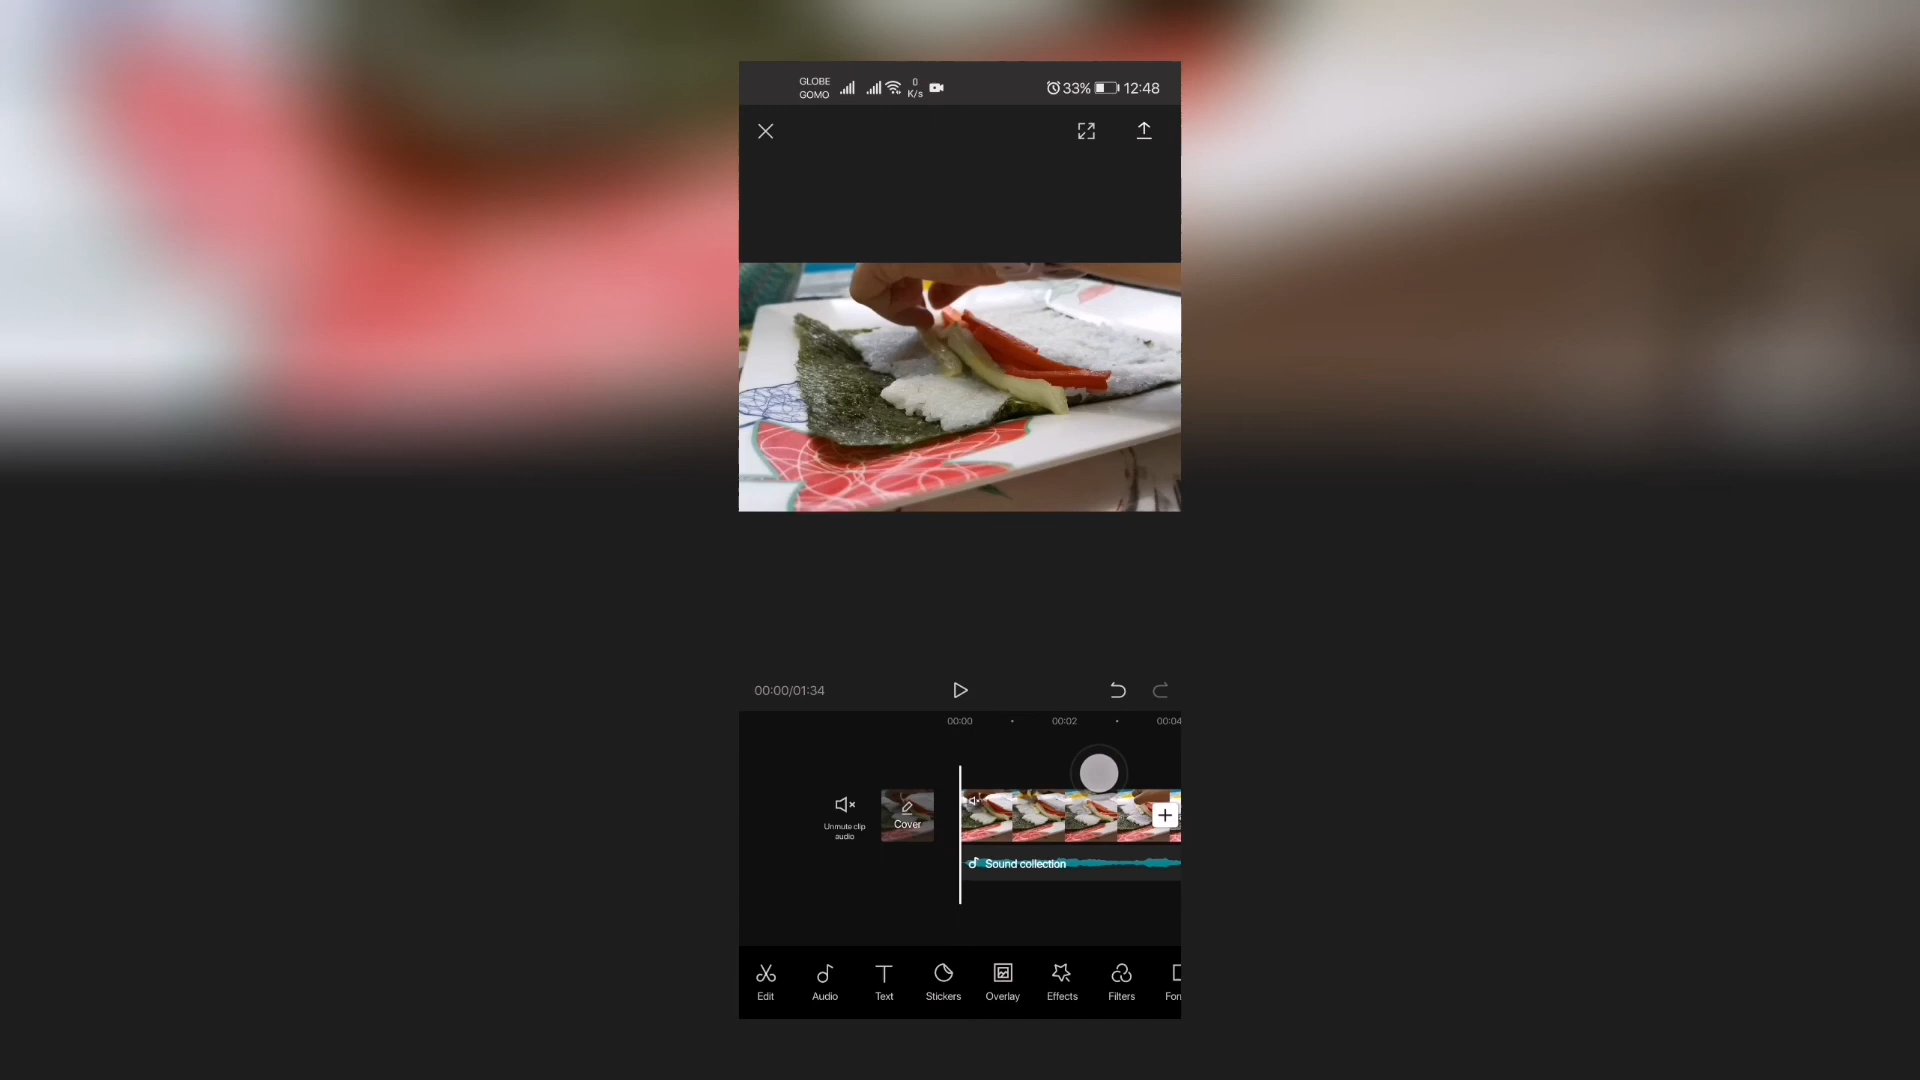 GLOBE
GOMO
0
K/s
33%
12:48
00:00/01:34
00:00
00:02
00:04
Unmute clip
audio
Cover
Sound collection
Edit
Audio
Text
Stickers
Overlay
Effects
Filters